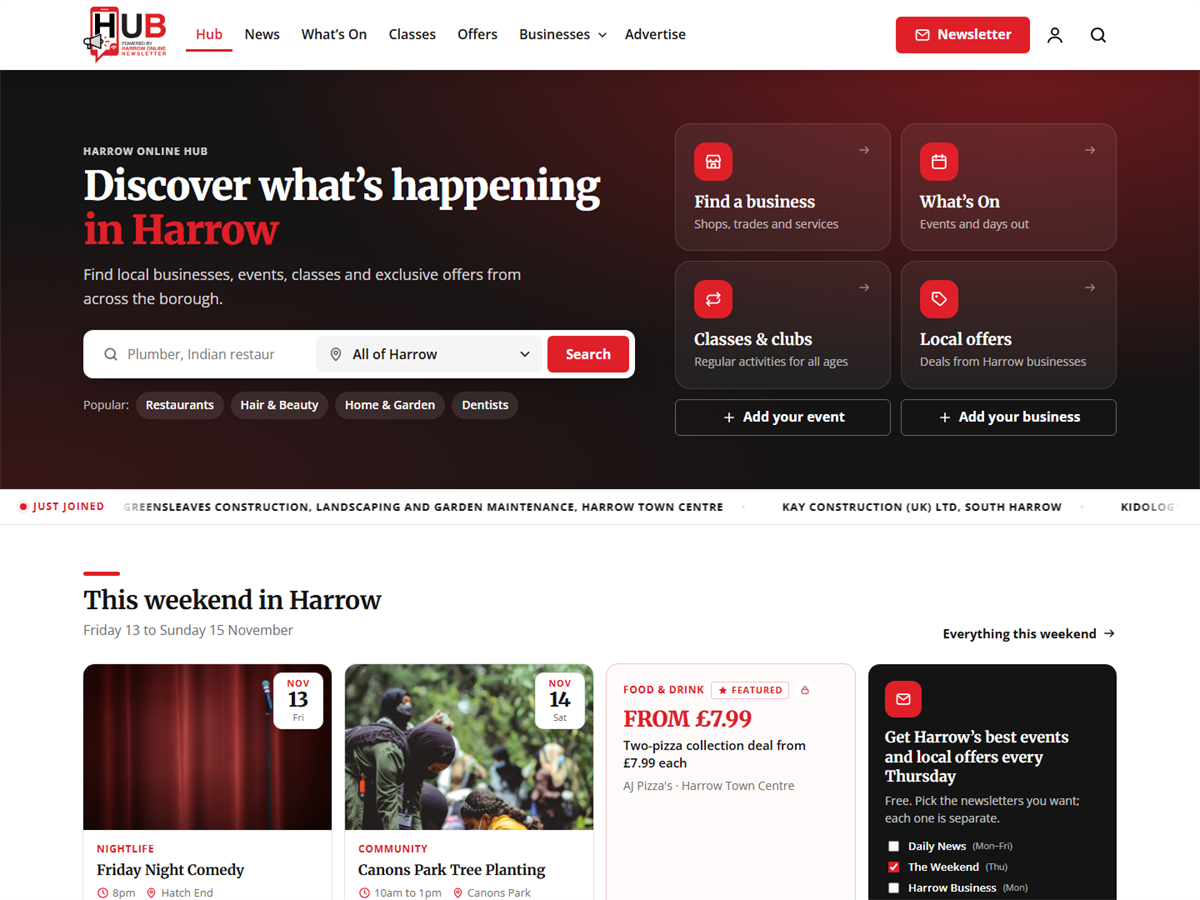 HUB
POWERED BY
HARROW ONLINE
NEWSLETTER
Hub News What's On Classes Offers Businesses Advertise
Newsletter
HARROW ONLINE HUB
Discover what's happening
in Harrow
Find local businesses, events, classes and exclusive offers from
across the borough.
Plumber, Indian restaur
All of Harrow
Search
Popular: Restaurants Hair & Beauty Home & Garden Dentists
Find a business
Shops, trades and services
What's On
Events and days out
Classes & clubs
Regular activities for all ages
Local offers
Deals from Harrow businesses
+ Add your event
+ Add your business
JUST JOINED GREENSLEAVES CONSTRUCTION, LANDSCAPING AND GARDEN MAINTENANCE, HARROW TOWN CENTRE · KAY CONSTRUCTION (UK) LTD, SOUTH HARROW · KIDOLOG
This weekend in Harrow
Friday 13 to Sunday 15 November
Everything this weekend →
NOV
13
Fri
NIGHTLIFE
Friday Night Comedy
8pm Hatch End
NOV
14
Sat
COMMUNITY
Canons Park Tree Planting
10am to 1pm Canons Park
FOOD & DRINK ★ FEATURED
FROM £7.99
Two-pizza collection deal from
£7.99 each
AJ Pizza's · Harrow Town Centre
Get Harrow's best events
and local offers every
Thursday
Free. Pick the newsletters you want;
each one is separate.
Daily News (Mon–Fri)
The Weekend (Thu)
Harrow Business (Mon)